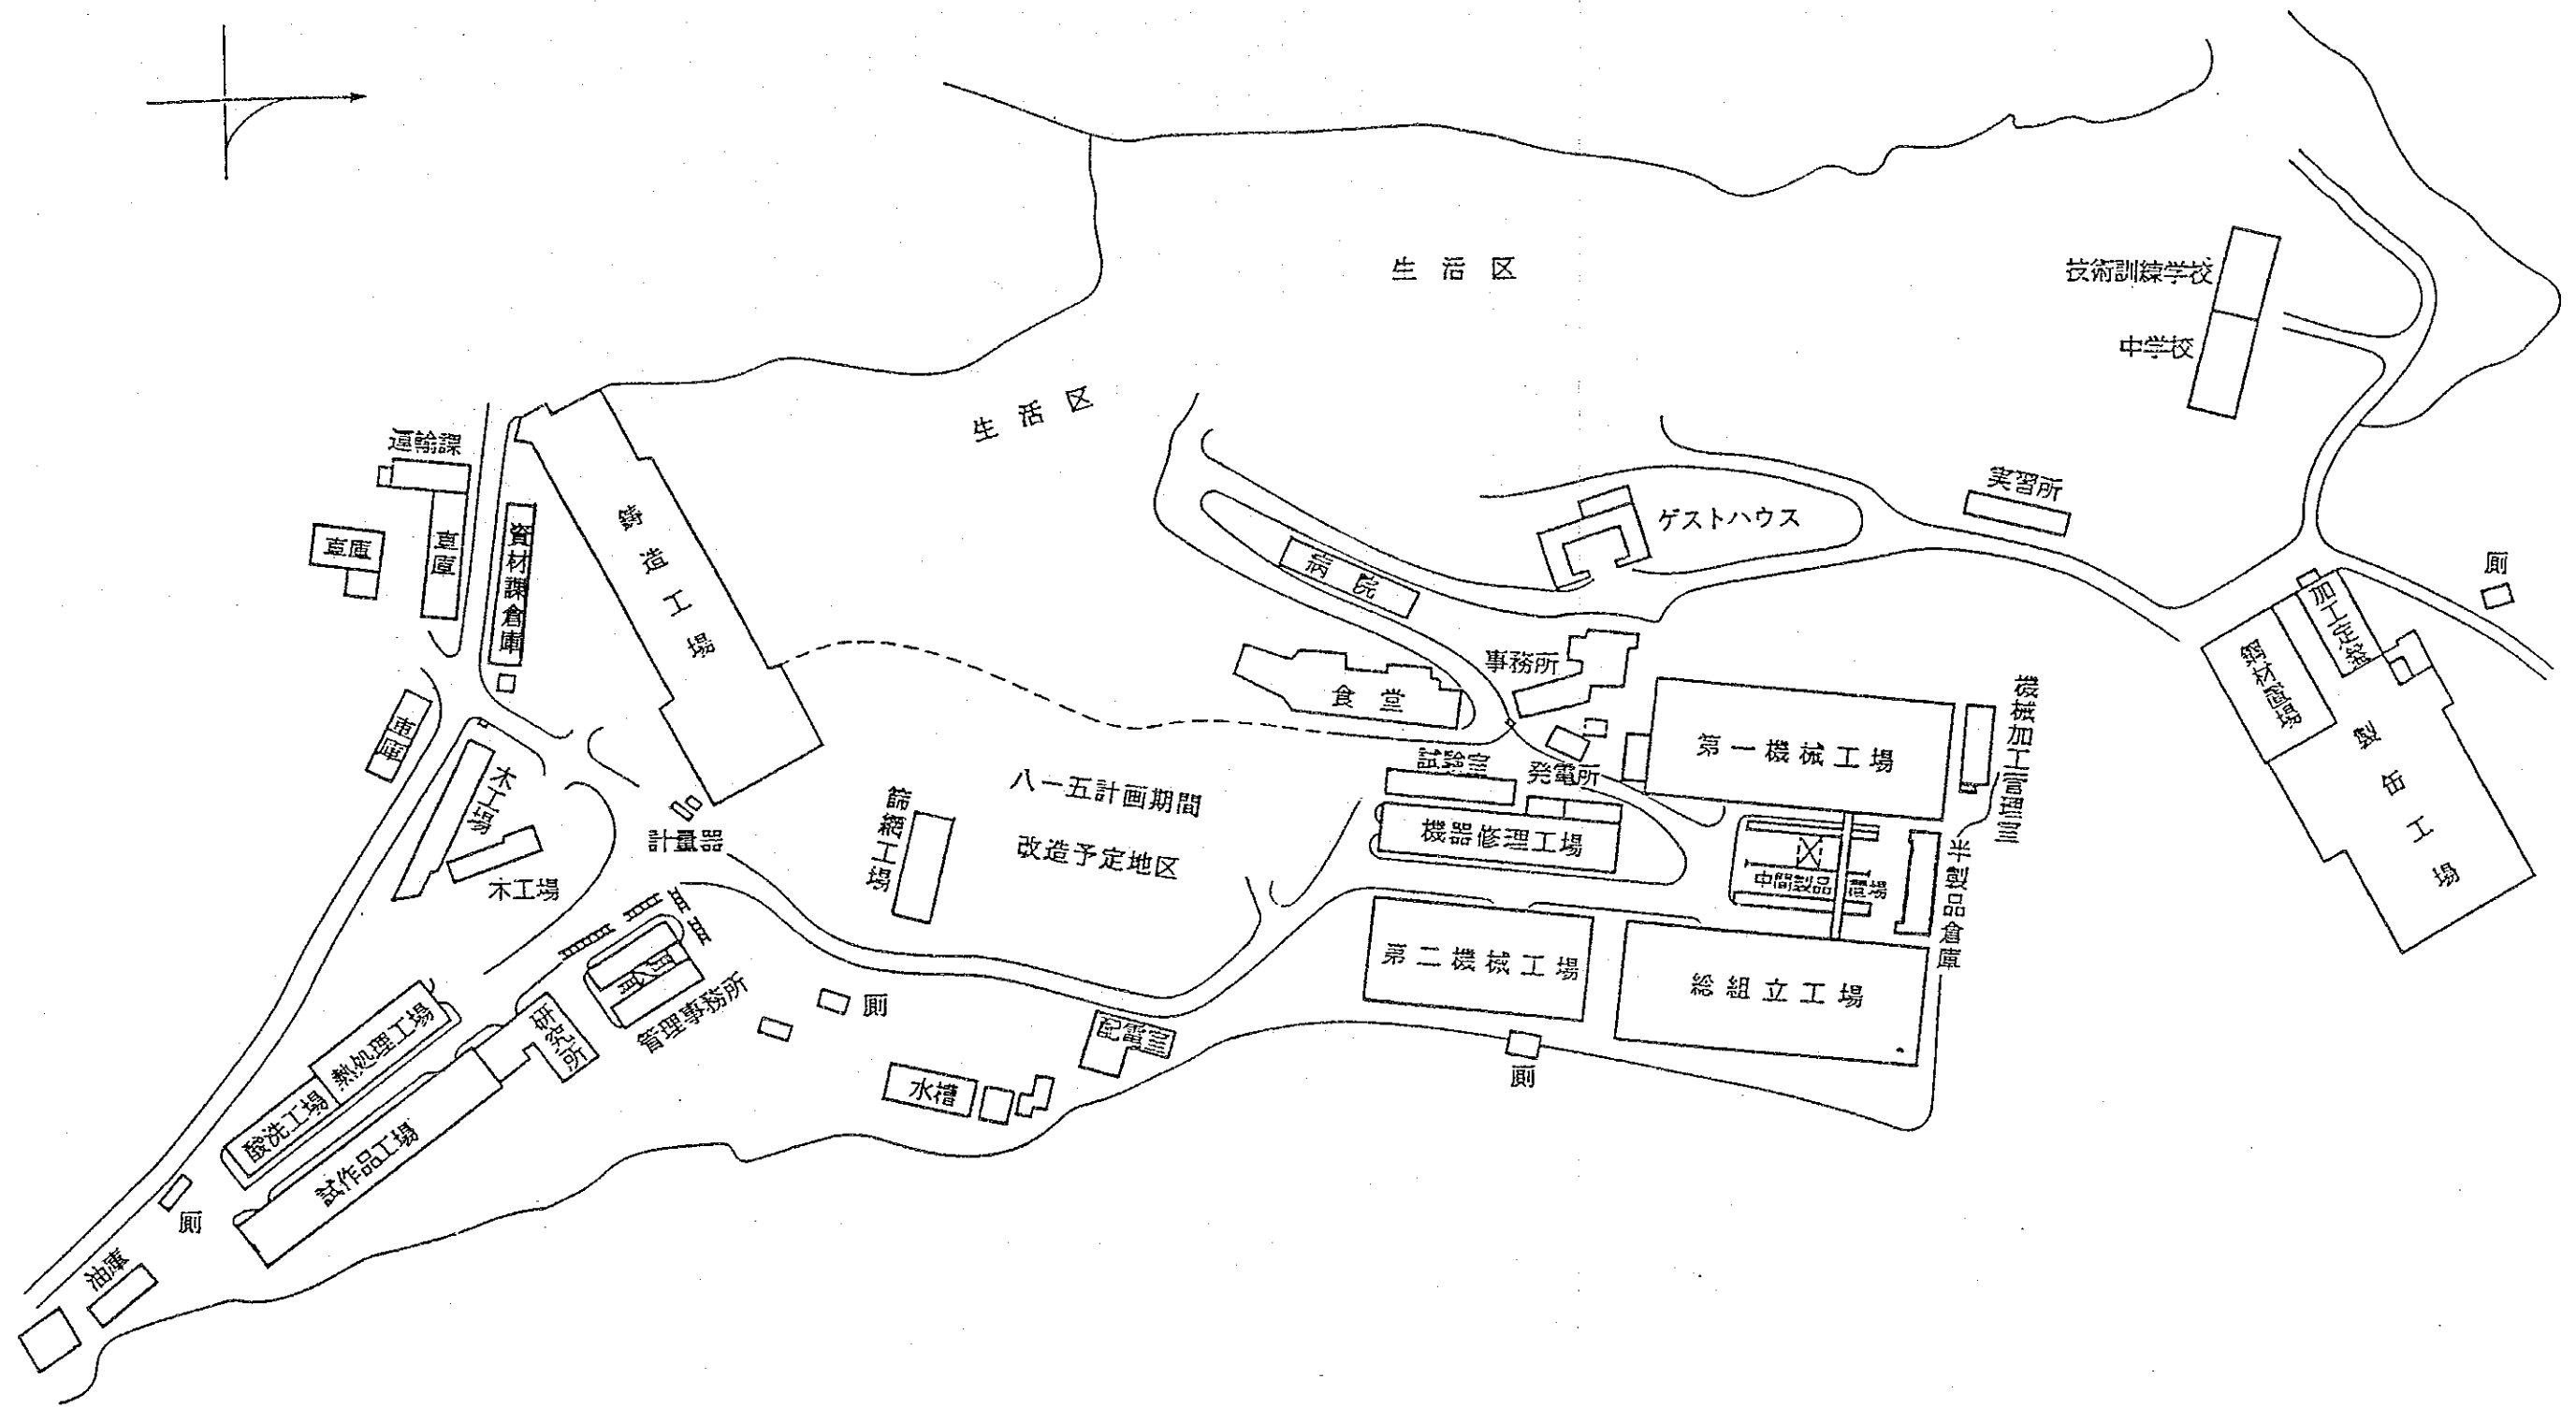 生活区
技術訓練学校
中学校
生活区
運輸課
車庫
車庫
資材課倉庫
鋳造工場
実習所
ゲストハウス
病院
厠
加工定盤
鋼材置場
製缶工場
事務所
食堂
車庫
機械加工管理室
第一機械工場
試験室
発電所
木工場
八一五計画期間
改造予定地区
篩網工場
計量器
機器修理工場
木工場
中間製品置場
半製品倉庫
第二機械工場
総組立工場
管理事務所
厠
研究所
配電室
熱処理工場
水槽
厠
酸洗工場
試作品工場
厠
油庫